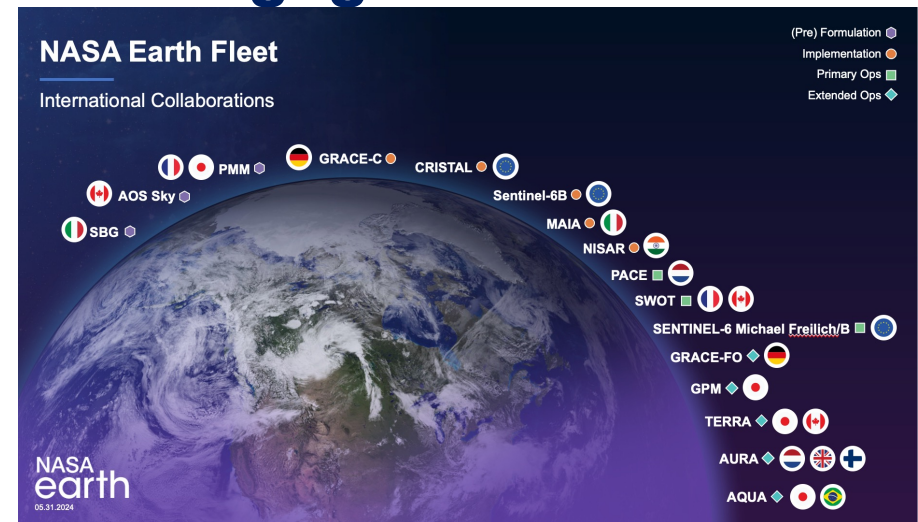 NASA Earth Fleet
International Collaborations
(Pre) Formulation
Implementation
Primary Ops
Extended Ops
GRACE-C
PMM
CRISTAL
AOS Sky
Sentinel-6B
SBG
MAIA
NISAR
PACE
SWOT
SENTINEL-6 Michael Freilich/B
GRACE-FO
GPM
TERRA
AURA
AQUA
NASA
earth
05.31.2024